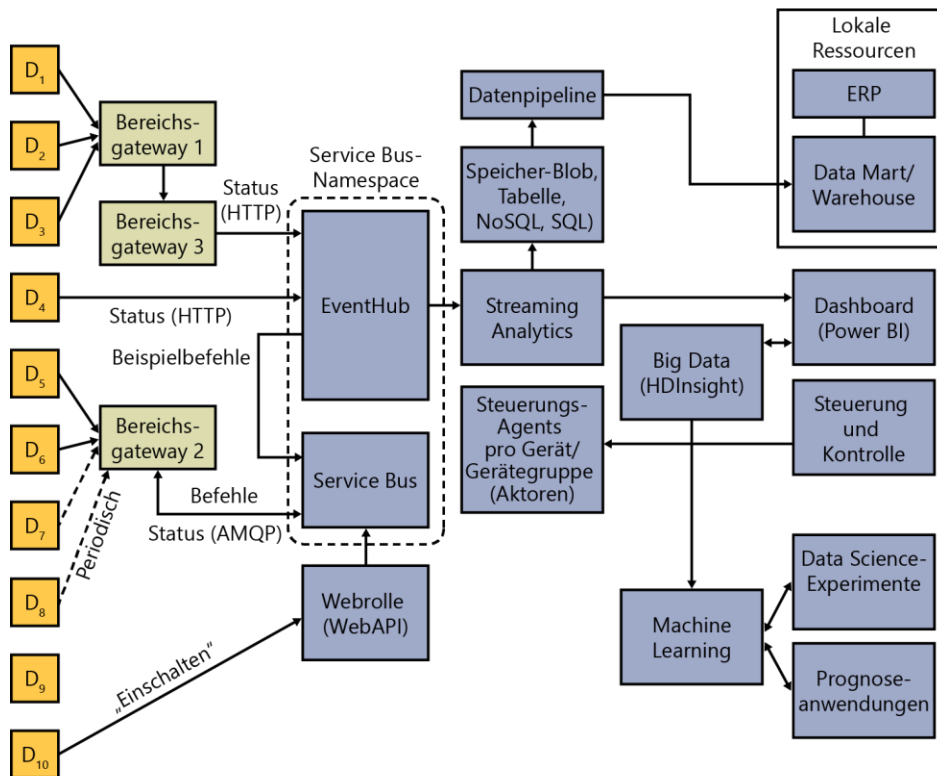 D1
D2
D3
D4
D5
D6
D7
D8
D9
D10
Bereichs-
gateway 1
Bereichs-
gateway 3
Bereichs-
gateway 2
Status
(HTTP)
Status (HTTP)
Beispielbefehle
Befehle
Status (AMQP)
Periodisch
„Einschalten“
Service Bus-
Namespace
EventHub
Service Bus
Webrolle
(WebAPI)
Datenpipeline
Speicher-Blob,
Tabelle,
NoSQL, SQL)
Streaming
Analytics
Steuerungs-
Agents
pro Gerät/
Gerätegruppe
(Aktoren)
Big Data
(HDInsight)
Machine
Learning
Lokale
Ressourcen
ERP
Data Mart/
Warehouse
Dashboard
(Power BI)
Steuerung
und
Kontrolle
Data Science-
Experimente
Prognose-
anwendungen